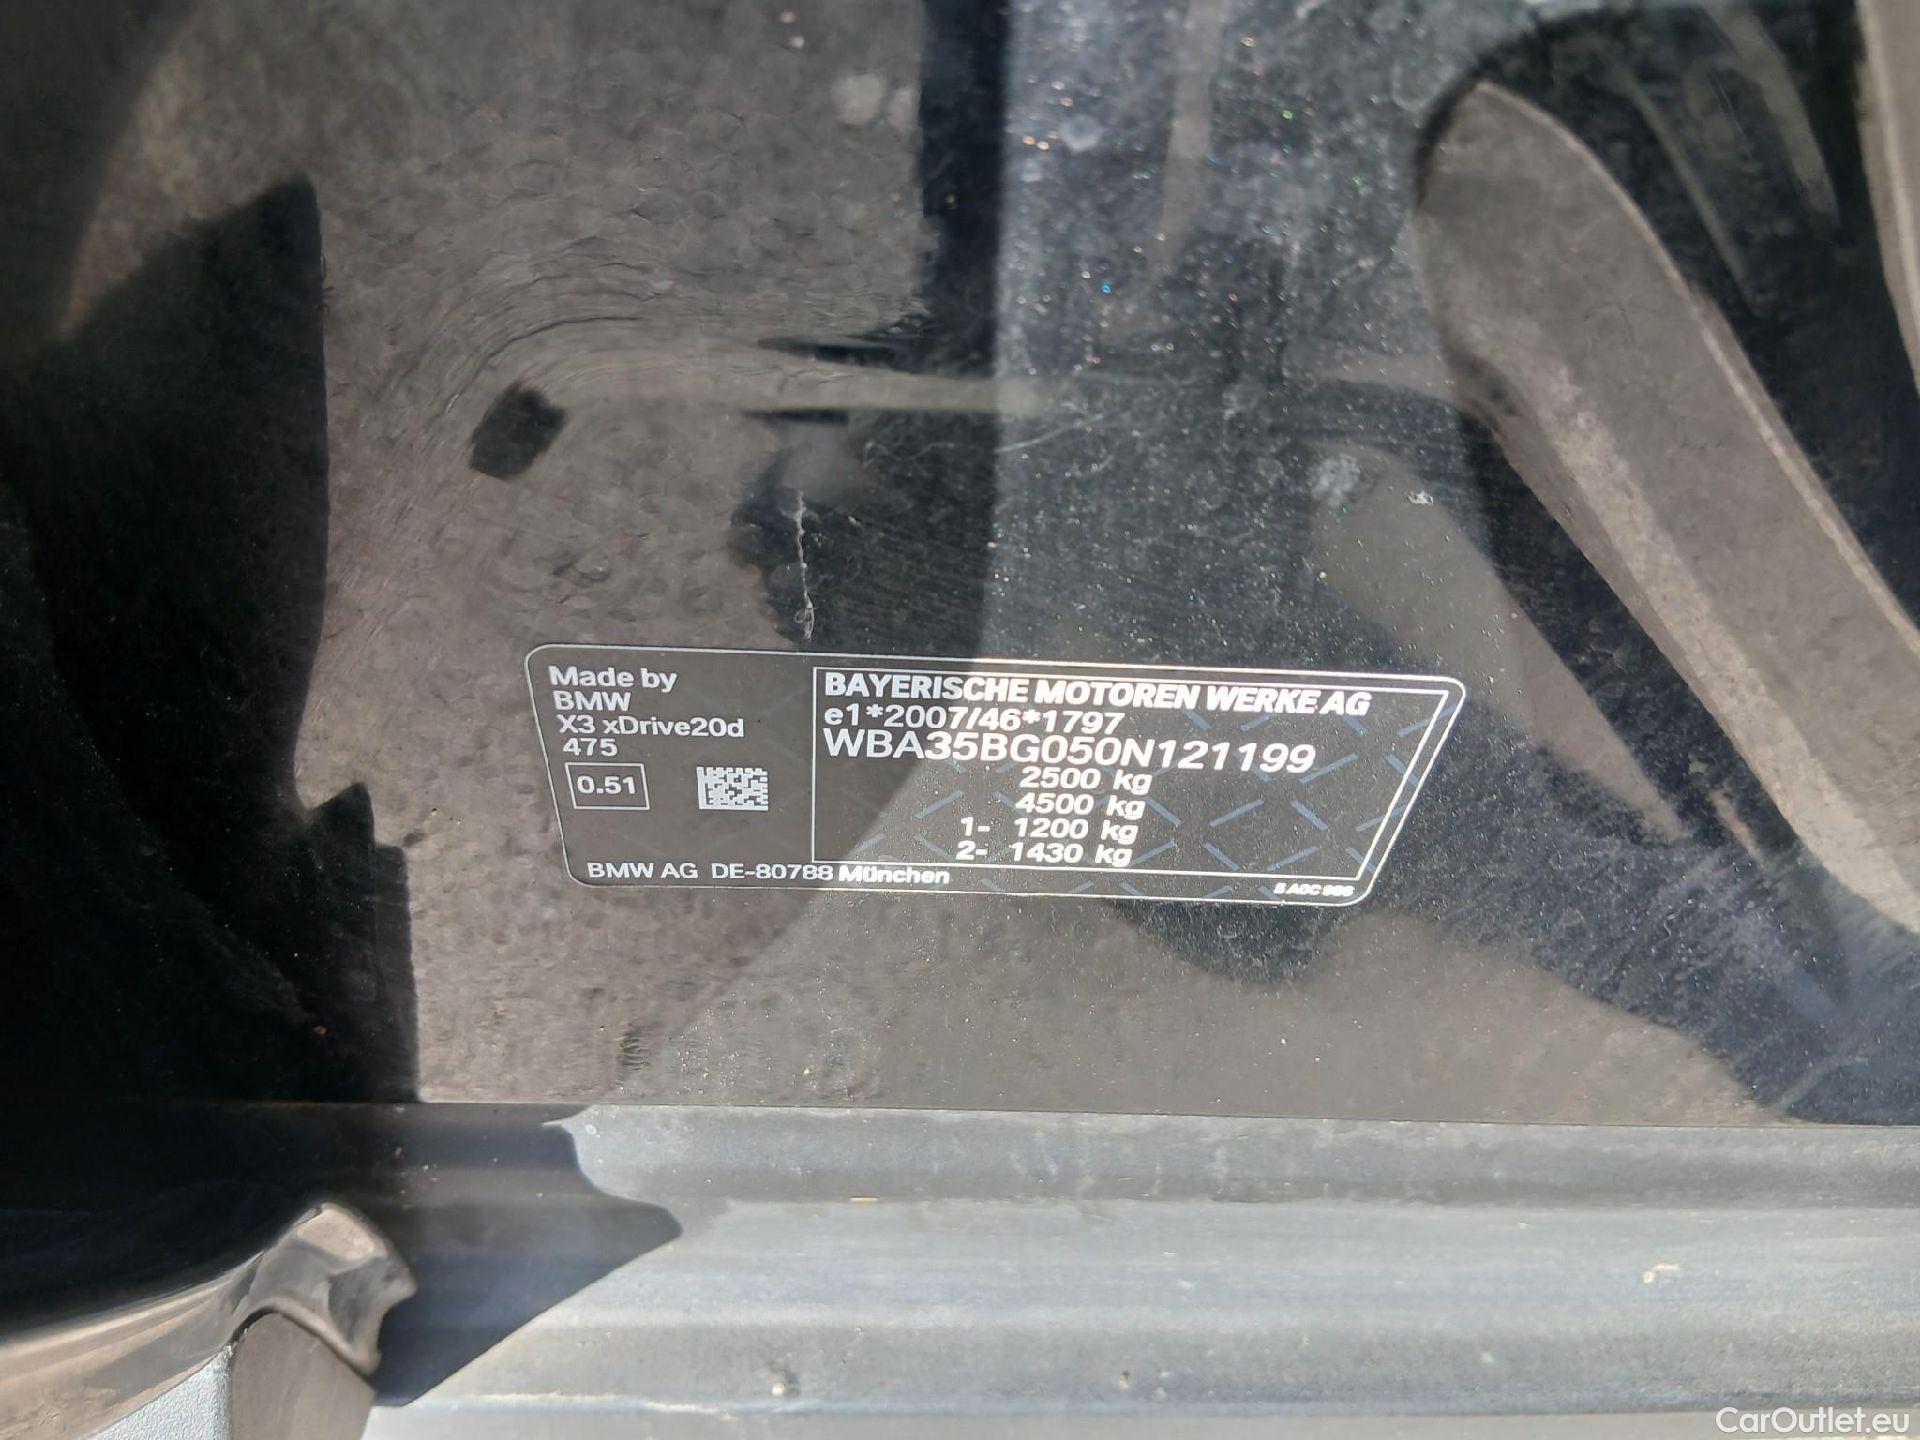 Made by
BMW
X3 xDrive20d
475
0.51
BAYERISCHE MOTOREN WERKE AG
e1*2007/46*1797
WBA35BG050N121199
2500 kg
4500 kg
1- 1200 kg
2- 1430 kg
BMW AG DE-80788 München
CarOutlet.eu